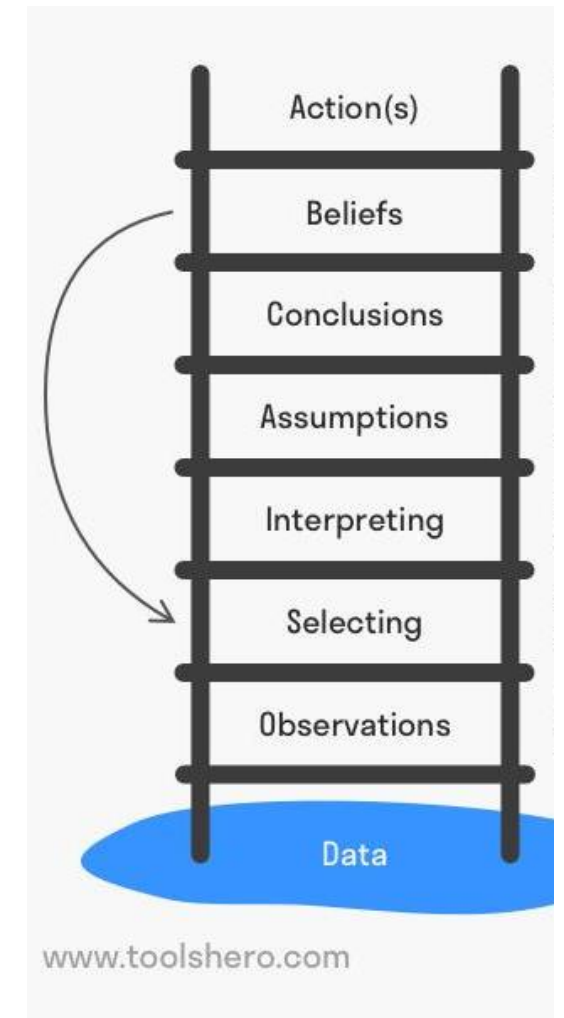 Action(s)
Beliefs
Conclusions
Assumptions
Interpreting
Selecting
Observations
Data
www.toolshero.com